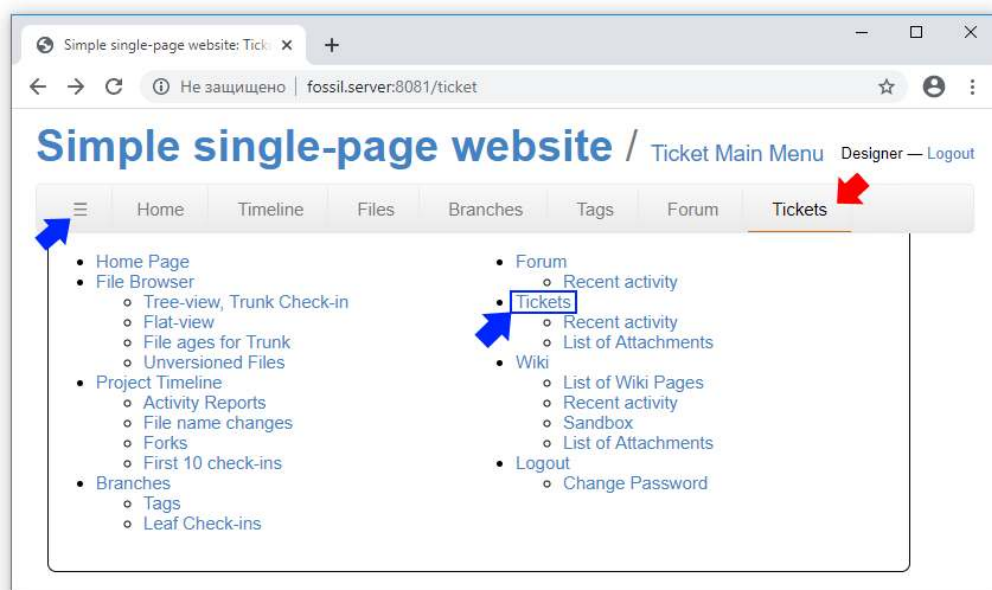 Simple single-page website: Tick
Не защищено | fossil.server:8081/ticket
Simple single-page website / Ticket Main Menu Designer — Logout
☰ Home Timeline Files Branches Tags Forum Tickets
Home Page
File Browser
Tree-view, Trunk Check-in
Flat-view
File ages for Trunk
Unversioned Files
Project Timeline
Activity Reports
File name changes
Forks
First 10 check-ins
Branches
Tags
Leaf Check-ins
Forum
Recent activity
Tickets
Recent activity
List of Attachments
Wiki
List of Wiki Pages
Recent activity
Sandbox
List of Attachments
Logout
Change Password